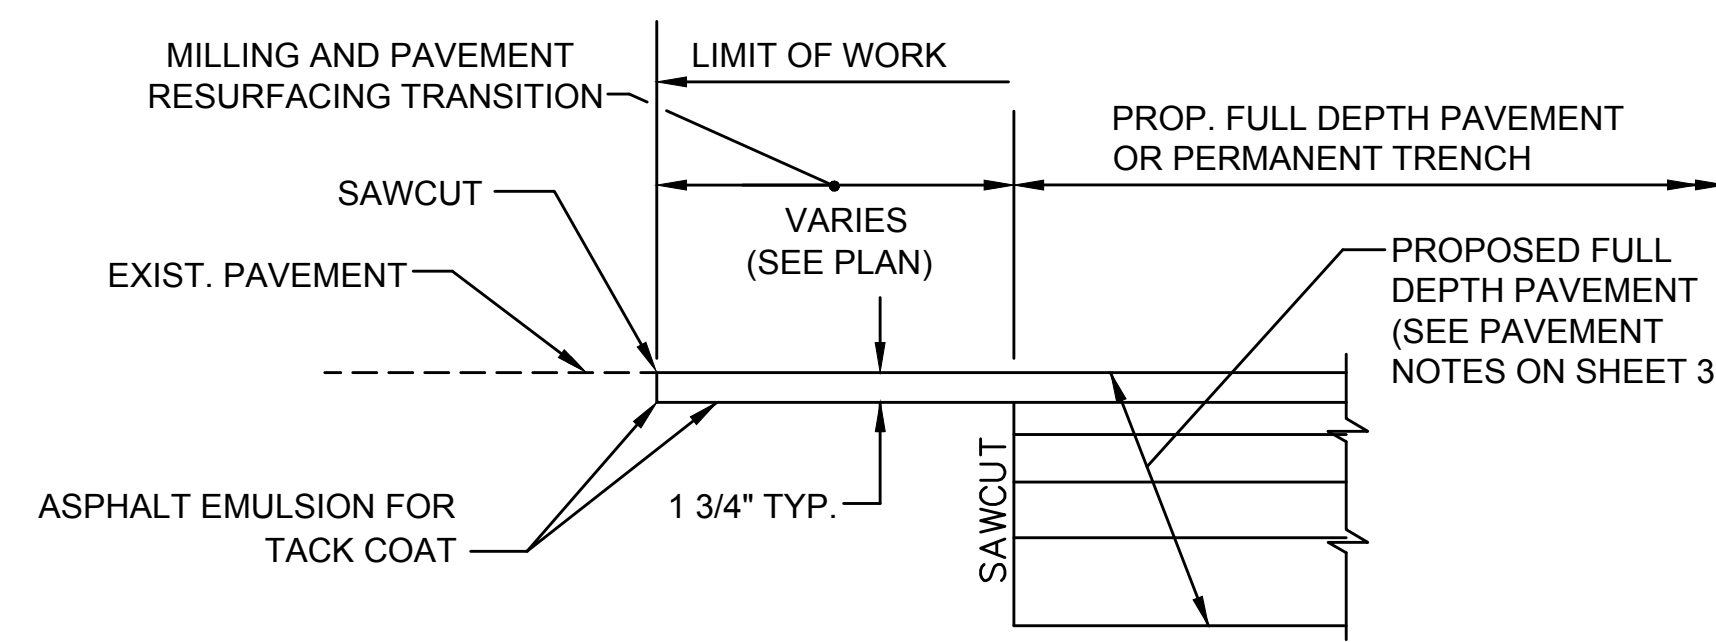 MILLING AND PAVEMENT
RESURFACING TRANSITION
LIMIT OF WORK
PROP. FULL DEPTH PAVEMENT
OR PERMANENT TRENCH
SAWCUT
VARIES
(SEE PLAN)
EXIST. PAVEMENT
PROPOSED FULL
DEPTH PAVEMENT
(SEE PAVEMENT
NOTES ON SHEET 3
ASPHALT EMULSION FOR
TACK COAT
1 3/4" TYP.
SAWCUT